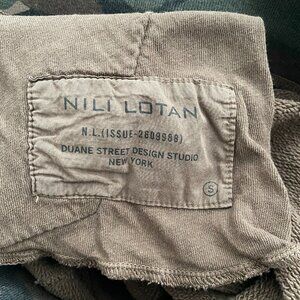 NILI LOTAN
N.L.(ISSUE-2609968)
DUANE STREET DESIGN STUDIO
NEW YORK
S